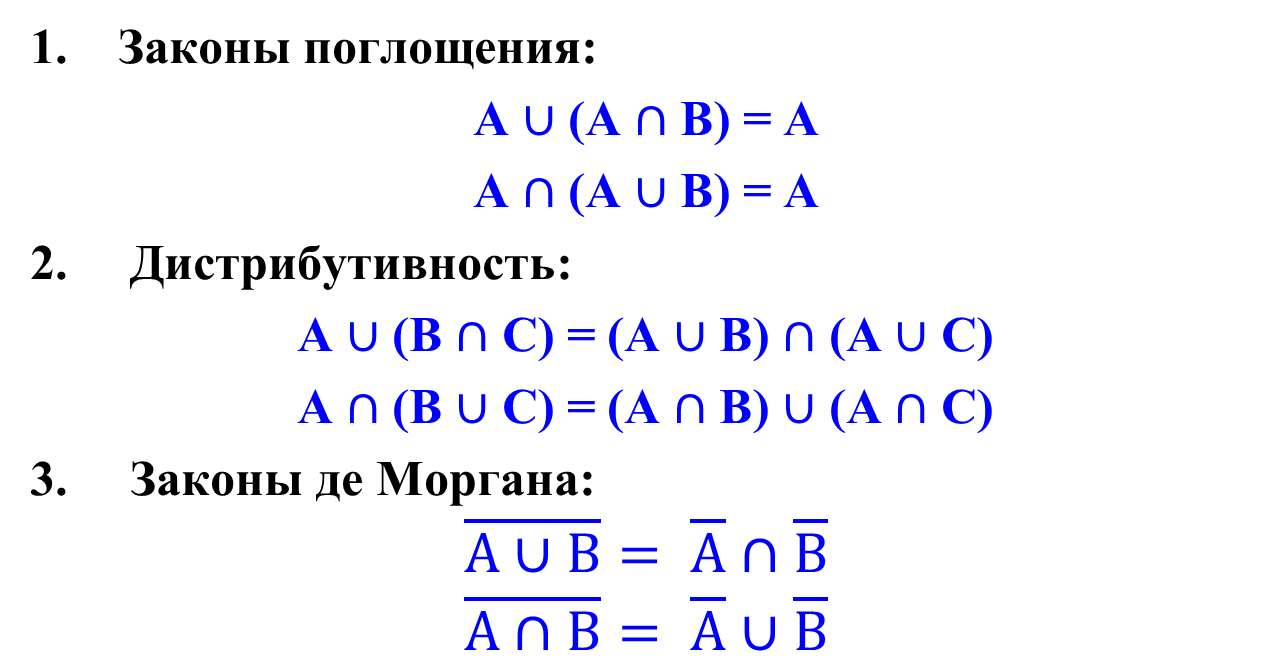 1. Законы поглощения:
A ∪ (A ∩ B) = A
A ∩ (A ∪ B) = A
2. Дистрибутивность:
A ∪ (B ∩ C) = (A ∪ B) ∩ (A ∪ C)
A ∩ (B ∪ C) = (A ∩ B) ∪ (A ∩ C)
3. Законы де Моргана:
A̅ ∪̅ B̅ = A̅ ∩ B̅
A̅ ∩̅ B̅ = A̅ ∪ B̅